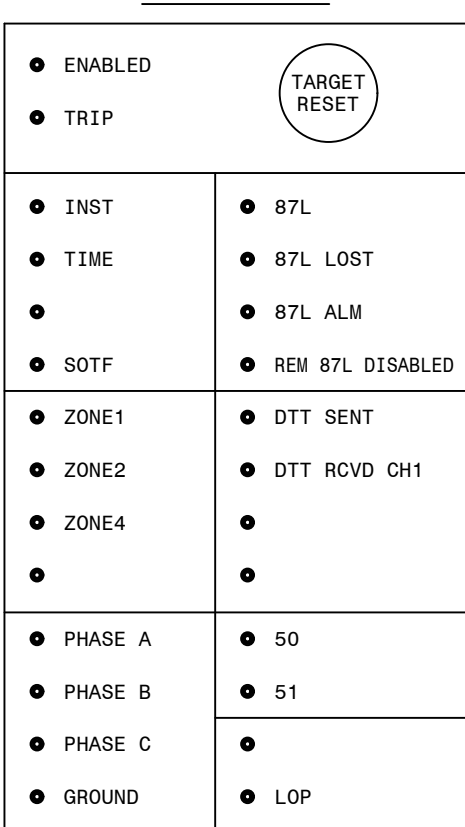 ENABLED
TARGET
RESET
TRIP
INST
TIME
SOTF
87L
87L LOST
87L ALM
REM 87L DISABLED
ZONE1
ZONE2
ZONE4
DTT SENT
DTT RCVD CH1
PHASE A
PHASE B
PHASE C
GROUND
50
51
LOP